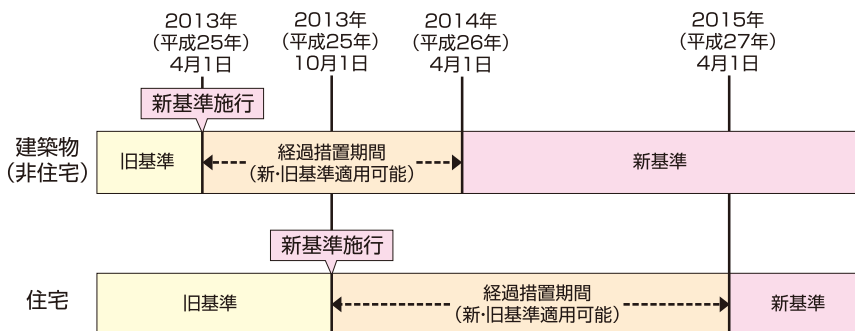 2013年
(平成25年)
4月1日
2013年
(平成25年)
10月1日
2014年
(平成26年)
4月1日
2015年
(平成27年)
4月1日
新基準施行
建築物
(非住宅)
旧基準
経過措置期間
(新・旧基準適用可能)
新基準
新基準施行
住宅
旧基準
経過措置期間
(新・旧基準適用可能)
新基準